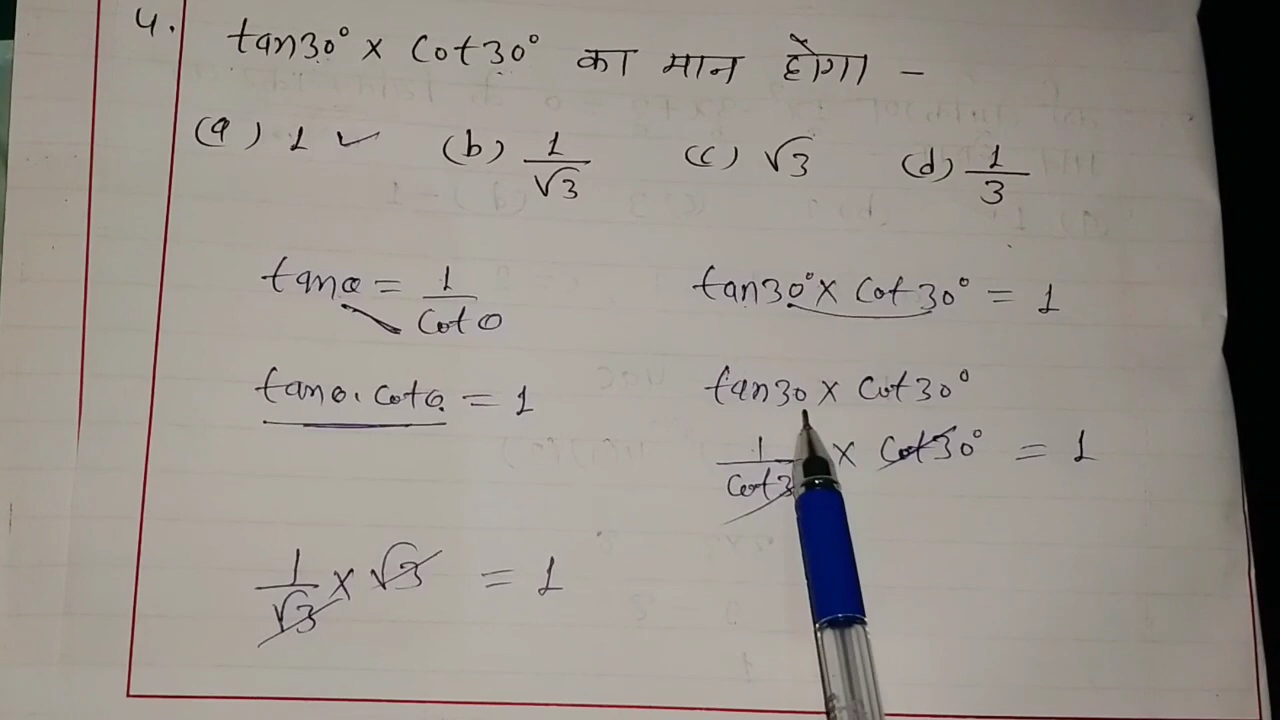 4. tan30° x Cot30° का मान होगा -
(a) 1 ✓ (b) 1/√3 (c) √3 (d) 1/3
tanθ = 1/Cotθ
tan30° x Cot30° = 1
tanθ. Cotθ = 1
tan30 x Cot30°
1/Cot3 x Cot30° = 1
1/√3 x √3 = 1